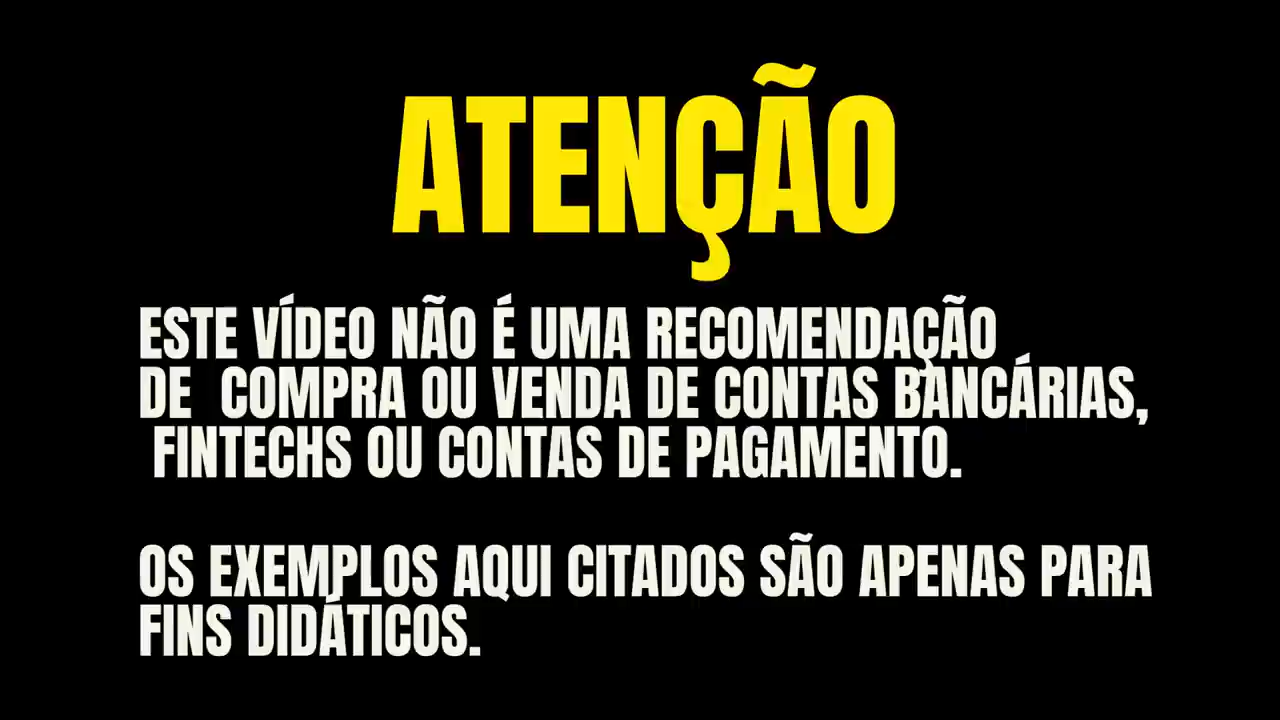 ATENÇÃO
ESTE VÍDEO NÃO É UMA RECOMENDAÇÃO
DE COMPRA OU VENDA DE CONTAS BANCÁRIAS,
FINTECHS OU CONTAS DE PAGAMENTO.
OS EXEMPLOS AQUI CITADOS SÃO APENAS PARA
FINS DIDÁTICOS.